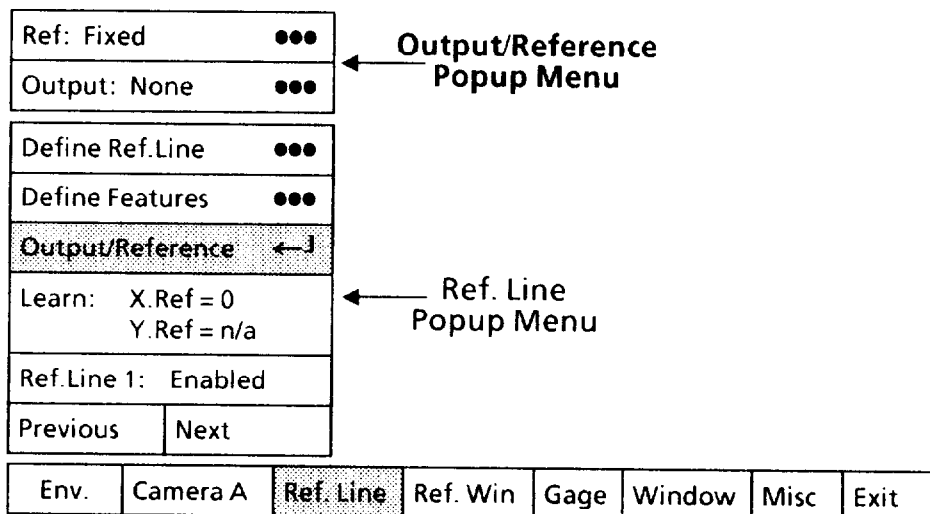 Ref: Fixed ●●●
Output: None ●●●
Output/Reference
Popup Menu
Define Ref.Line ●●●
Define Features ●●●
Output/Reference ←┘
Learn: X.Ref = 0
Y.Ref = n/a
Ref. Line
Popup Menu
Ref.Line 1: Enabled
Previous Next
Env. Camera A Ref. Line Ref. Win Gage Window Misc Exit